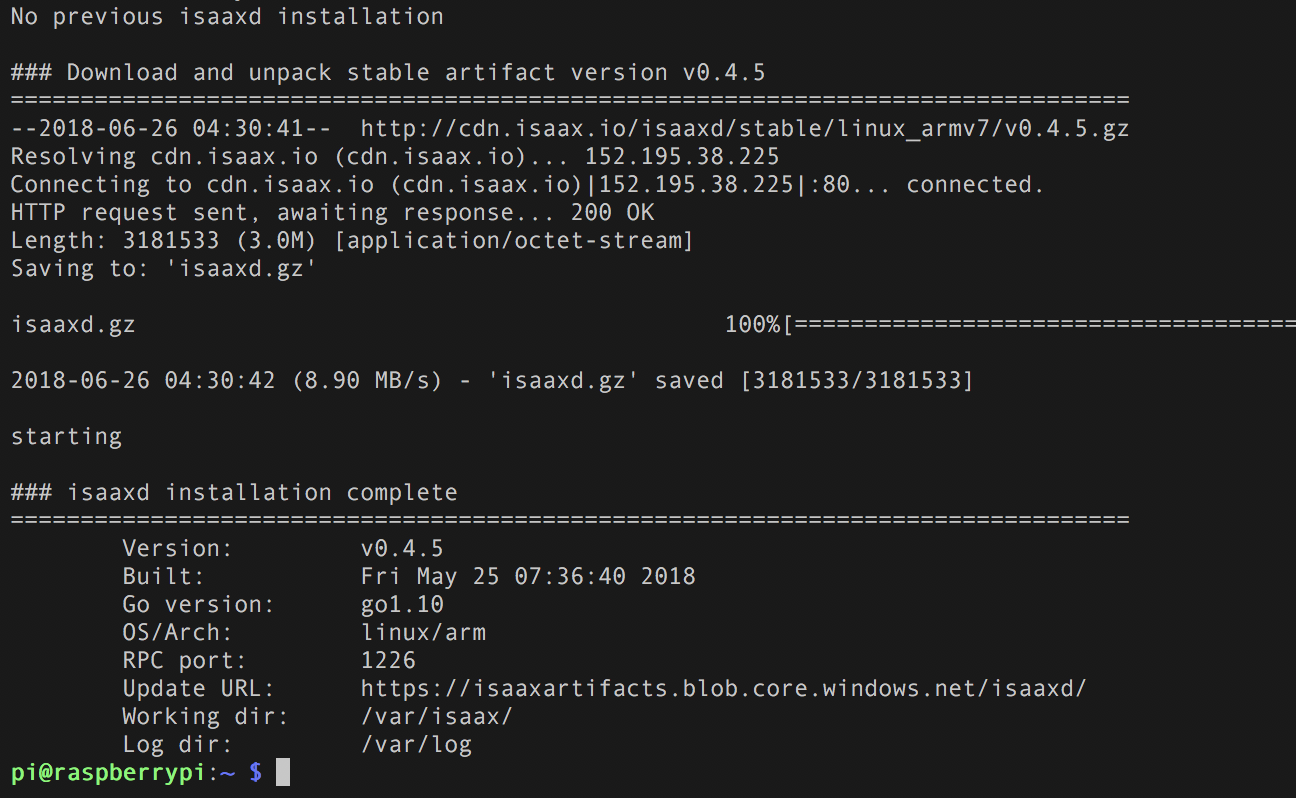 No previous isaaxd installation
### Download and unpack stable artifact version v0.4.5
================================================================================
--2018-06-26 04:30:41--  http://cdn.isaax.io/isaaxd/stable/linux_armv7/v0.4.5.gz
Resolving cdn.isaax.io (cdn.isaax.io)... 152.195.38.225
Connecting to cdn.isaax.io (cdn.isaax.io)|152.195.38.225|:80... connected.
HTTP request sent, awaiting response... 200 OK
Length: 3181533 (3.0M) [application/octet-stream]
Saving to: 'isaaxd.gz'
isaaxd.gz                                          100%[====================================
2018-06-26 04:30:42 (8.90 MB/s) - 'isaaxd.gz' saved [3181533/3181533]
starting
### isaaxd installation complete
================================================================================
        Version:         v0.4.5
        Built:           Fri May 25 07:36:40 2018
        Go version:      go1.10
        OS/Arch:         linux/arm
        RPC port:        1226
        Update URL:      https://isaaxartifacts.blob.core.windows.net/isaaxd/
        Working dir:     /var/isaax/
        Log dir:         /var/log
pi@raspberrypi:~ $